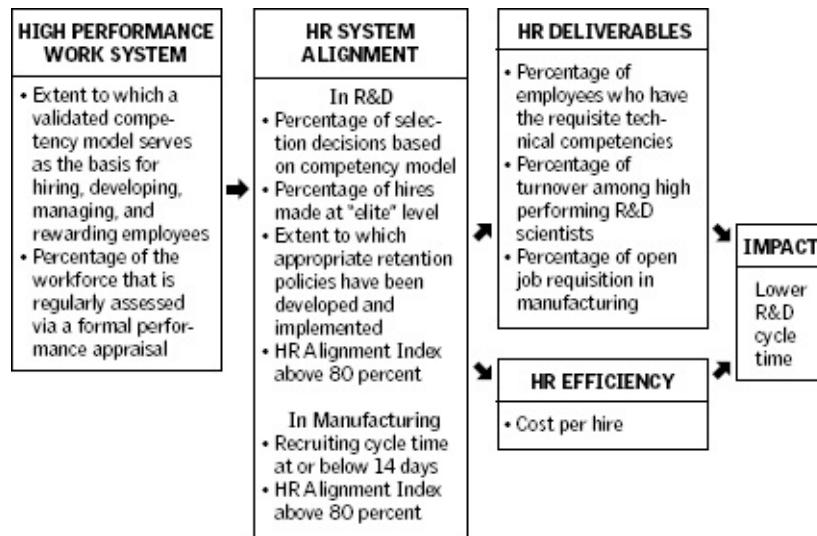 HIGH PERFORMANCE
WORK SYSTEM
• Extent to which a
validated compe-
tency model serves
as the basis for
hiring, developing,
managing, and
rewarding employees
• Percentage of the
workforce that is
regularly assessed
via a formal perfor-
mance appraisal
HR SYSTEM
ALIGNMENT
In R&D
• Percentage of selec-
tion decisions based
on competency model
• Percentage of hires
made at "elite" level
• Extent to which
appropriate retention
policies have been
developed and
implemented
• HR Alignment Index
above 80 percent
In Manufacturing
• Recruiting cycle time
at or below 14 days
• HR Alignment Index
above 80 percent
HR DELIVERABLES
• Percentage of
employees who have
the requisite tech-
nical competencies
• Percentage of
turnover among high
performing R&D
scientists
• Percentage of open
job requisition in
manufacturing
HR EFFICIENCY
• Cost per hire
IMPACT
Lower
R&D
cycle
time